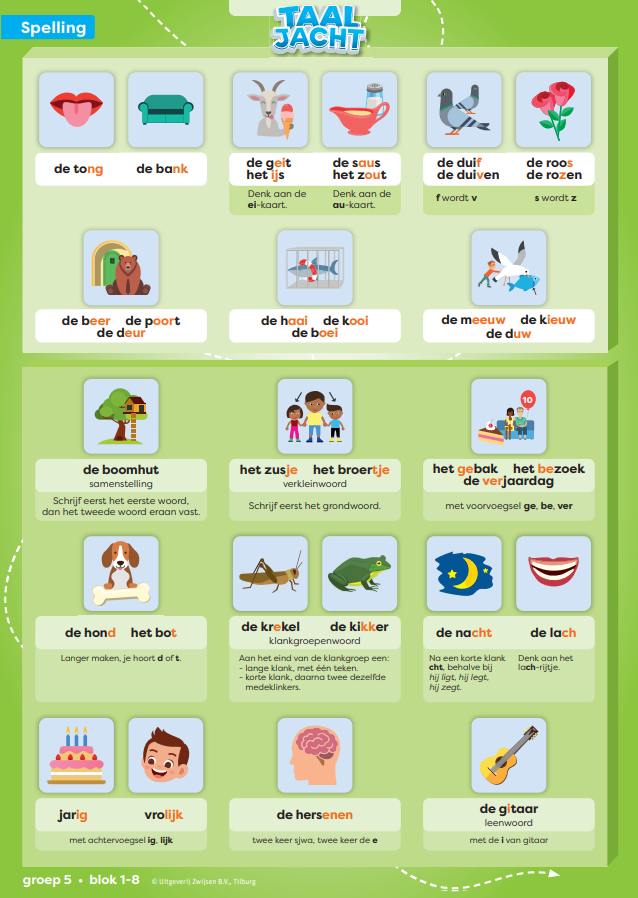 Spelling
TAAL
JACHT
de tong
de bank
de geit
het ijs
Denk aan de
ei-kaart.
de saus
het zout
Denk aan de
au-kaart.
de duif
de duiven
f wordt v
de roos
de rozen
s wordt z
de beer de poort
de deur
de haai de kooi
de boei
de meeuw de kieuw
de duw
de boomhut
samenstelling
Schrijf eerst het eerste woord,
dan het tweede woord eraan vast.
het zusje het broertje
verkleinwoord
Schrijf eerst het grondwoord.
10
het gebak het bezoek
de verjaardag
met voorvoegsel ge, be, ver
de hond het bot
Langer maken, je hoort d of t.
de krekel de kikker
klankgroepenwoord
Aan het eind van de klankgroep een:
- lange klank, met één teken.
- korte klank, daarna twee dezelfde
medeklinkers.
de nacht
Na een korte klank
cht, behalve bij
hij ligt, hij legt,
hij zegt.
de lach
Denk aan het
lach-rijtje.
jarig vrolijk
met achtervoegsel ig, lijk
de hersenen
twee keer sjwa, twee keer de e
de gitaar
leenwoord
met de i van gitaar
groep 5 • blok 1-8 © Uitgeverij Zwijsen B.V., Tilburg